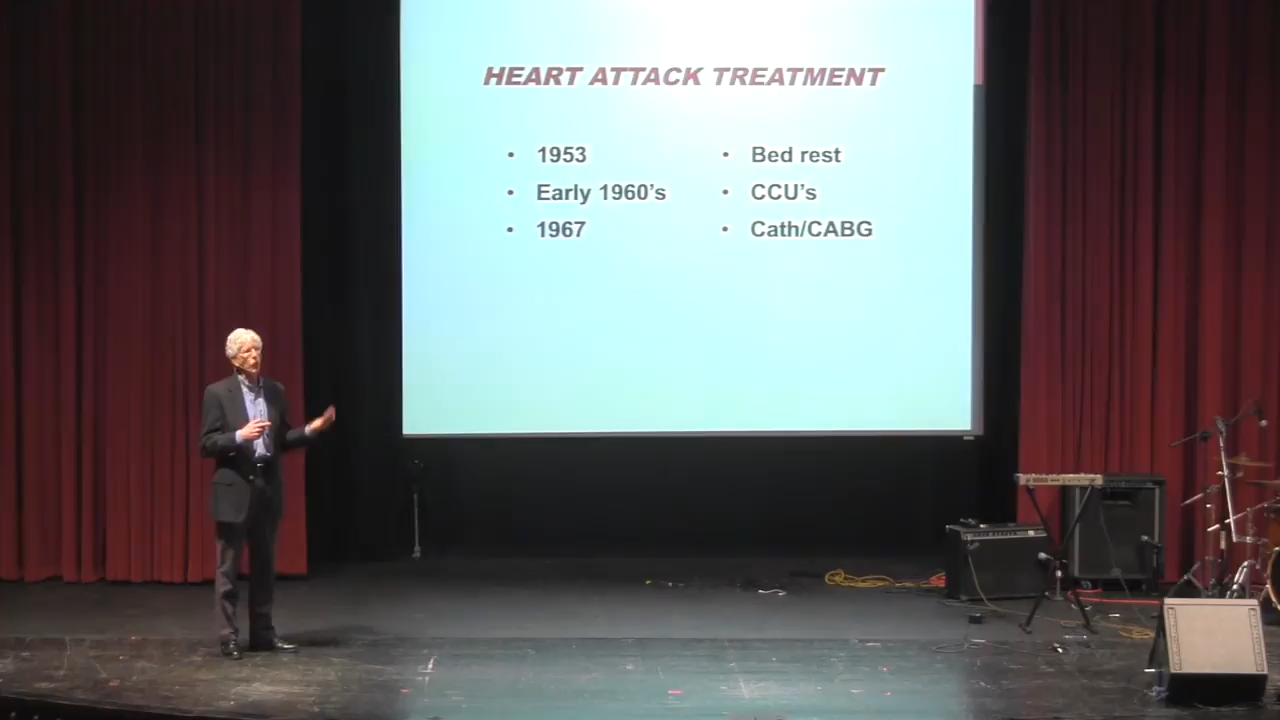 HEART ATTACK TREATMENT
• 1953 • Bed rest
• Early 1960's • CCU's
• 1967 • Cath/CABG